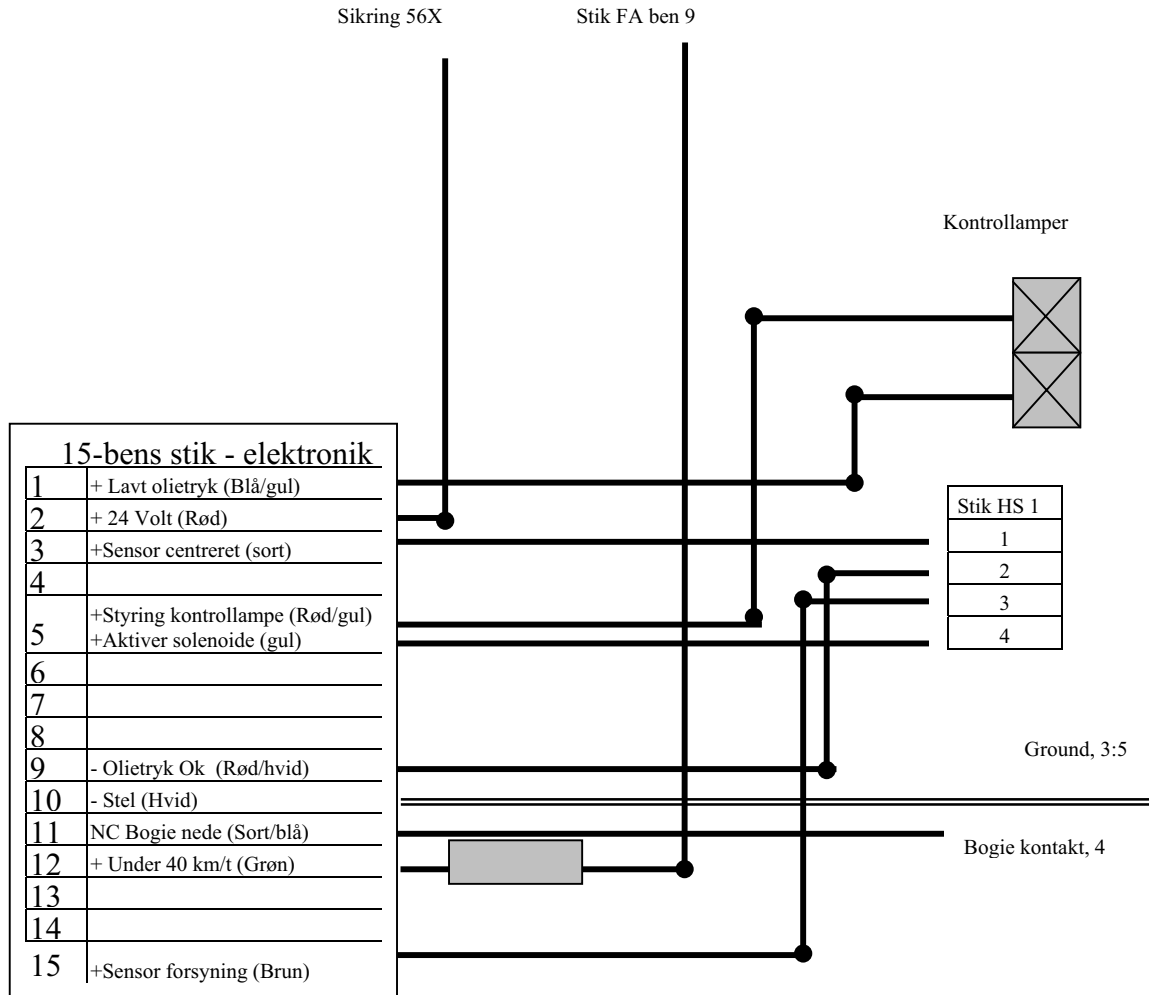 Sikring 56X
Stik FA ben 9
Kontrollamper
15-bens stik - elektronik
1 + Lavt olietryk (Blå/gul)
2 + 24 Volt (Rød)
3 +Sensor centreret (sort)
4
5 +Styring kontrollampe (Rød/gul)
+Aktiver solenoide (gul)
6
7
8
9 - Olietryk Ok (Rød/hvid)
10 - Stel (Hvid)
11 NC Bogie nede (Sort/blå)
12 + Under 40 km/t (Grøn)
13
14
15 +Sensor forsyning (Brun)
Stik HS 1
1
2
3
4
Ground, 3:5
Bogie kontakt, 4